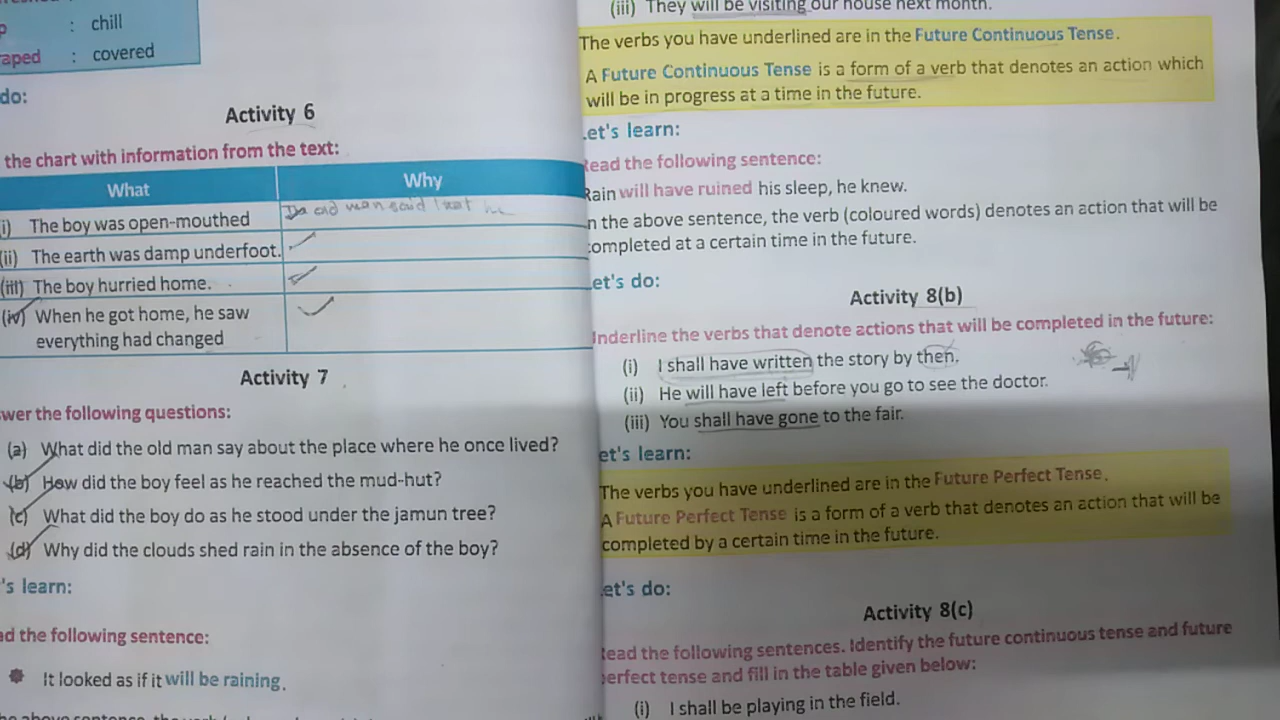 : chill
raped : covered
do:
Activity 6
the chart with information from the text:
What Why
(i) The boy was open-mouthed
old man said that he
(ii) The earth was damp underfoot.
(iii) The boy hurried home.
(iv) When he got home, he saw
everything had changed
Activity 7
wer the following questions:
(a) What did the old man say about the place where he once lived?
(b) How did the boy feel as he reached the mud-hut?
(c) What did the boy do as he stood under the jamun tree?
(d) Why did the clouds shed rain in the absence of the boy?
's learn:
ad the following sentence:
It looked as if it will be raining.
(iii) They will be visiting our house next month.
The verbs you have underlined are in the Future Continuous Tense.
A Future Continuous Tense is a form of a verb that denotes an action which
will be in progress at a time in the future.
et's learn:
ead the following sentence:
Rain will have ruined his sleep, he knew.
n the above sentence, the verb (coloured words) denotes an action that will be
completed at a certain time in the future.
et's do:
Activity 8(b)
Underline the verbs that denote actions that will be completed in the future:
(i) I shall have written the story by then.
(ii) He will have left before you go to see the doctor.
(iii) You shall have gone to the fair.
et's learn:
The verbs you have underlined are in the Future Perfect Tense.
A Future Perfect Tense is a form of a verb that denotes an action that will be
completed by a certain time in the future.
et's do:
Activity 8(c)
ead the following sentences. Identify the future continuous tense and future
perfect tense and fill in the table given below:
(i) I shall be playing in the field.